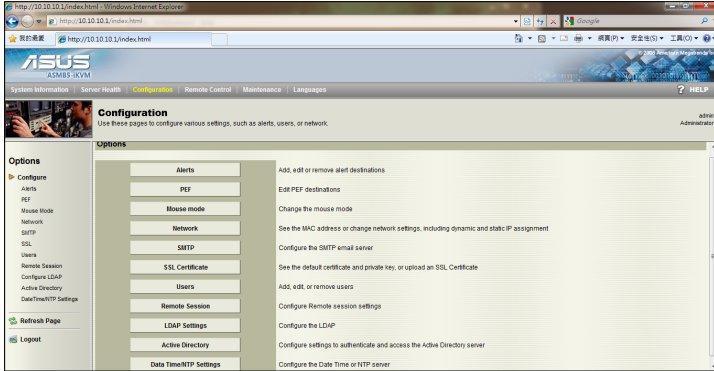 http://10.10.10.1/index.html - Windows Internet Explorer
http://10.10.10.1/index.html
Google
我的最愛
http://10.10.10.1/index.html
網頁(P)
安全性(S)
工具(O)
ASUS
ASMB5-iKVM
System Information
Server Health
Configuration
Remote Control
Maintenance
Languages
? HELP
Configuration
Use these pages to configure various settings, such as alerts, users, or network.
admin
Administrator
Options
Configure
Alerts
PEF
Mouse Mode
Network
SMTP
SSL
Users
Remote Session
Configure LDAP
Active Directory
DateTime/NTP Settings
Refresh Page
Logout
Options
Alerts Add, edit or remove alert destinations
PEF Edit PEF destinations
Mouse mode Change the mouse mode
Network See the MAC address or change network settings, including dynamic and static IP assignment
SMTP Configure the SMTP email server
SSL Certificate See the default certificate and private key, or upload an SSL Certificate
Users Add, edit, or remove users
Remote Session Configure Remote session settings
LDAP Settings Configure the LDAP
Active Directory Configure settings to authenticate and access the Active Directory server
Data Time/NTP Settings Configure the Date Time or NTP server